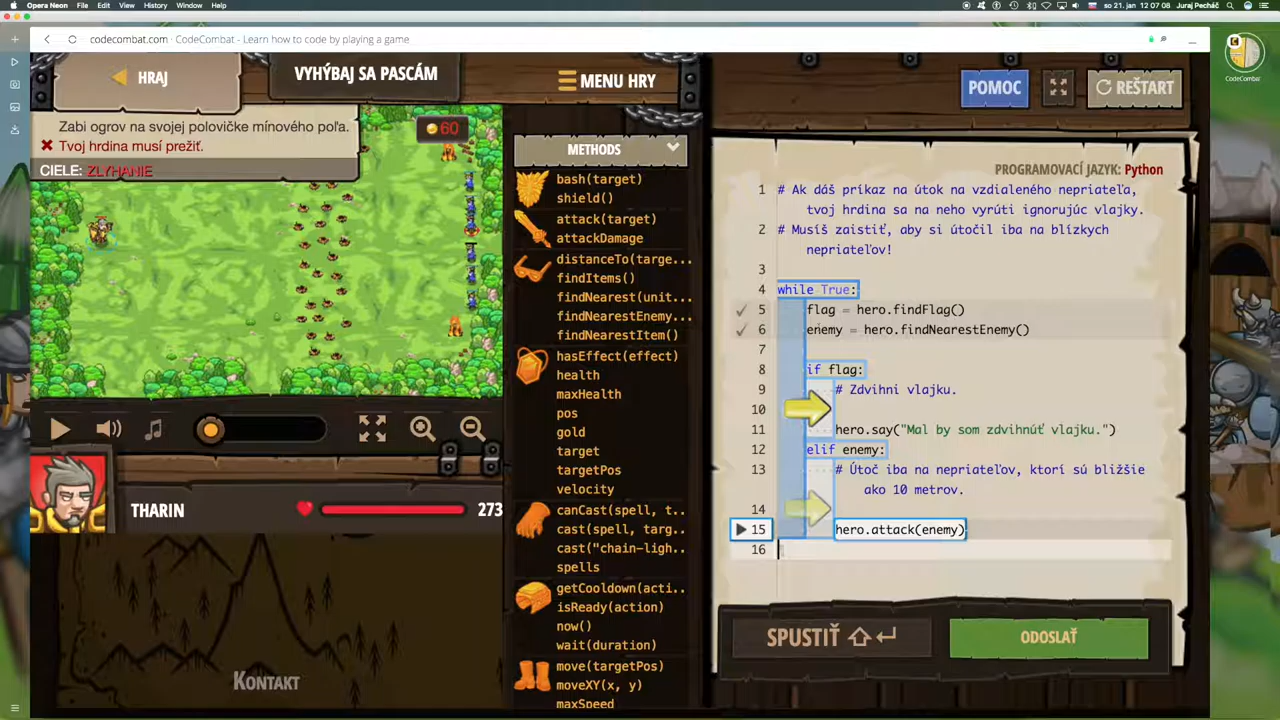 Opera Neon File Edit View History Window Help
so 21. jan 12 07 08 Juraj Pecháč
codecombat.com · CodeCombat - Learn how to code by playing a game
CodeCombat
HRAJ
VYHÝBAJ SA PASCÁM
MENU HRY
POMOC
REŠTART
Zabi ogrov na svojej polovičke mínového poľa.
Tvoj hrdina musí prežiť.
CIELE: ZLYHANIE
60
METHODS
bash(target)
shield()
attack(target)
attackDamage
distanceTo(targe...
findItems()
findNearest(unit...
findNearestEnemy...
findNearestItem()
hasEffect(effect)
health
maxHealth
pos
gold
target
targetPos
velocity
canCast(spell, t..
cast(spell, targ..
cast("chain-ligh..
spells
getCooldown(acti..
isReady(action)
now()
wait(duration)
move(targetPos)
moveXY(x, y)
maxSpeed
THARIN
273
KONTAKT
PROGRAMOVACÍ JAZYK: Python
1 # Ak dáš príkaz na útok na vzdialeného nepriateľa,
tvoj hrdina sa na neho vyrúti ignorujúc vlajky.
2 # Musíš zaistiť, aby si útočil iba na blízkych
nepriateľov!
3
4 while True:
5 flag = hero.findFlag()
6 enemy = hero.findNearestEnemy()
7
8 if flag:
9 # Zdvihni vlajku.
10
11 hero.say("Mal by som zdvihnúť vlajku.")
12 elif enemy:
13 # Útoč iba na nepriateľov, ktorí sú bližšie
ako 10 metrov.
14
15 hero.attack(enemy)
16
SPUSTIŤ
ODOSLAŤ